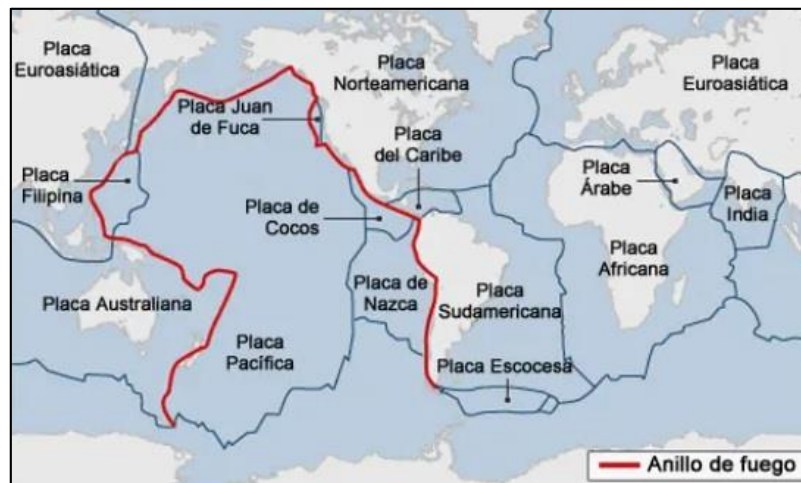 Placa
Euroasiática
Placa
Norteamericana
Placa
Euroasiática
Placa Juan
de Fuca
Placa
del Caribe
Placa
Filipina
Placa de
Cocos
Placa
Árabe
Placa
India
Placa
Africana
Placa Australiana
Placa
Pacífica
Placa de
Nazca
Placa
Sudamericana
Placa Escocesa
Anillo de fuego